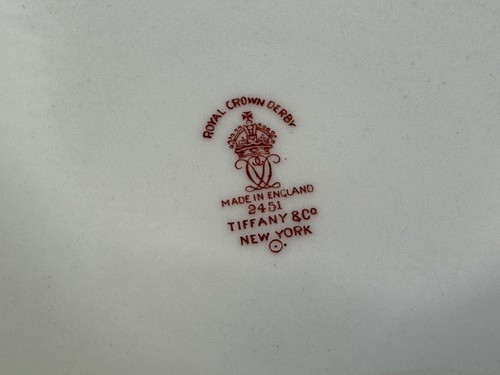 ROYAL CROWN DERBY
MADE IN ENGLAND
2451
TIFFANY & Co
NEW YORK